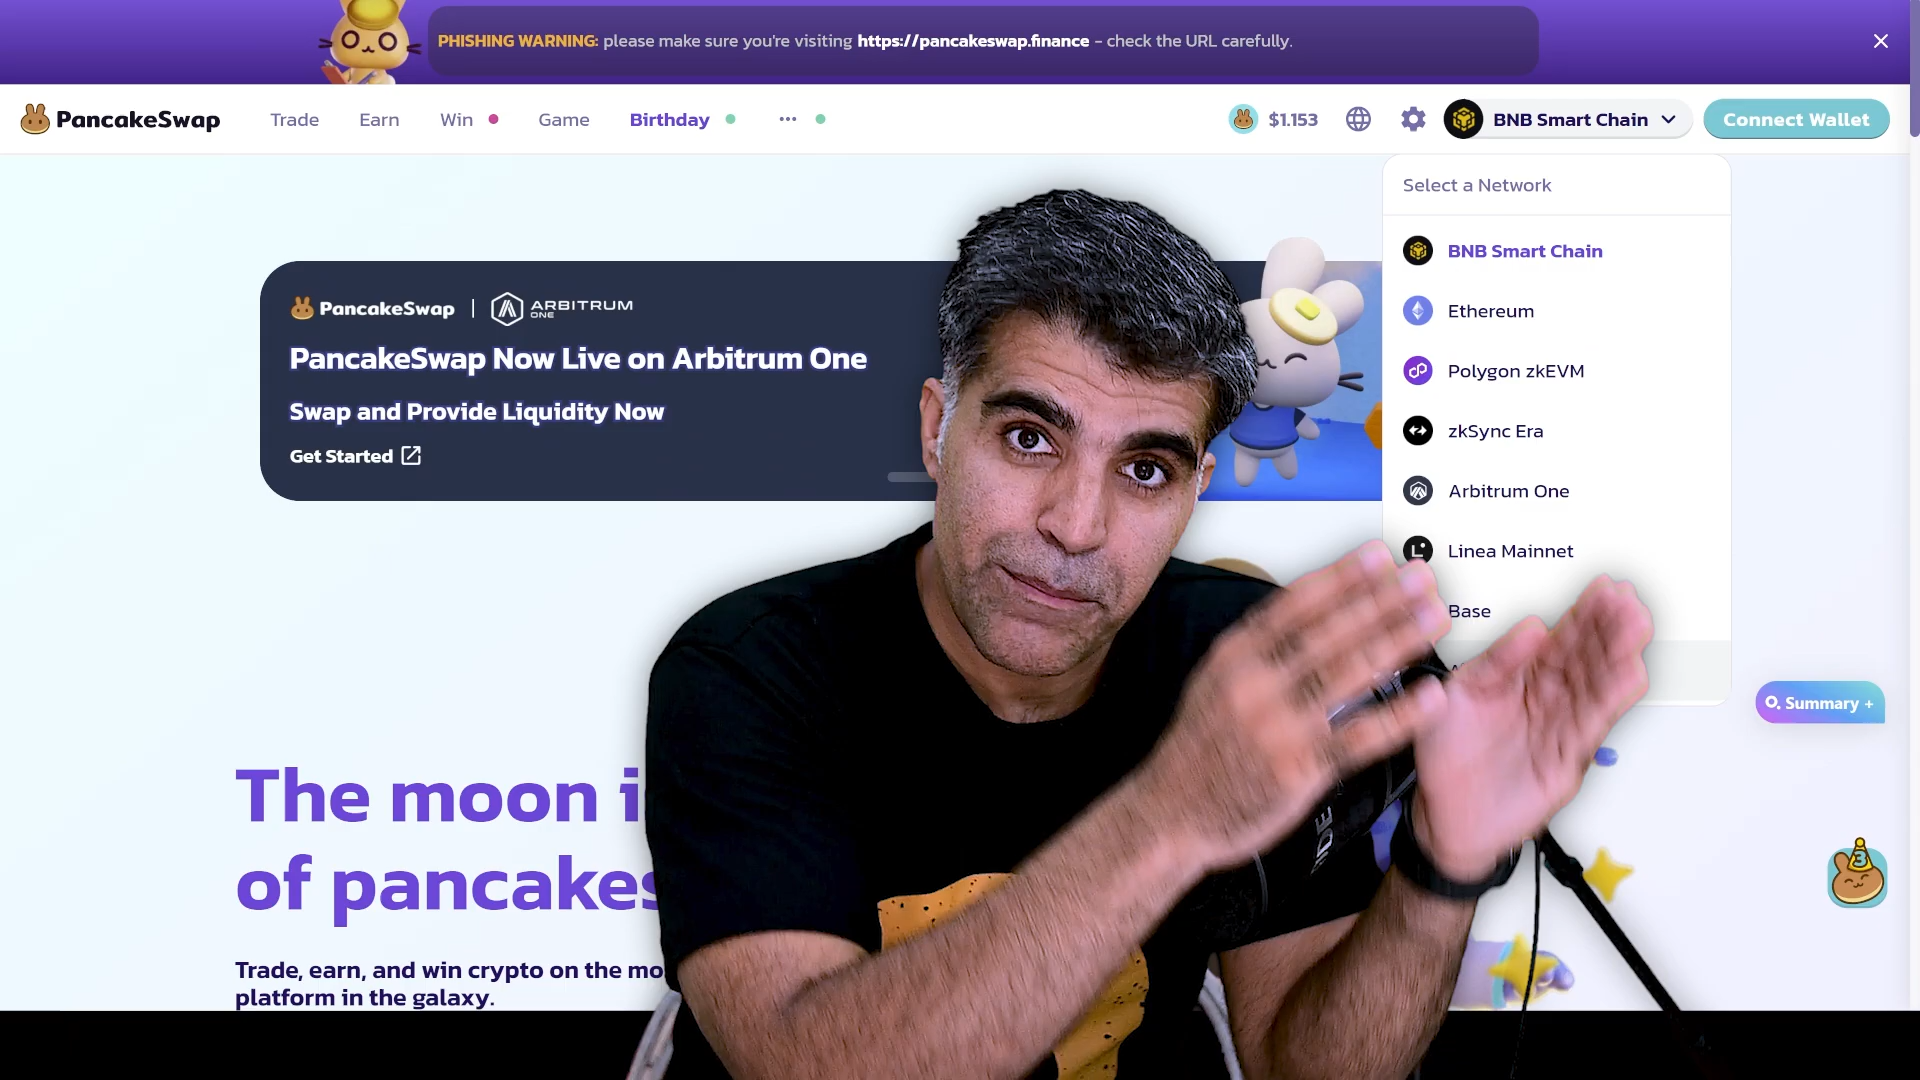 PHISHING WARNING: please make sure you're visiting https://pancakeswap.finance - check the URL carefully.
PancakeSwap
Trade
Earn
Win
Game
Birthday
$1.153
BNB Smart Chain
Connect Wallet
Select a Network
BNB Smart Chain
Ethereum
Polygon zkEVM
zkSync Era
Arbitrum One
Linea Mainnet
Base
PancakeSwap | ARBITRUM
ONE
PancakeSwap Now Live on Arbitrum One
Swap and Provide Liquidity Now
Get Started
Summary +
3
The moon
of pancakes
Trade, earn, and win crypto on the
platform in the galaxy.